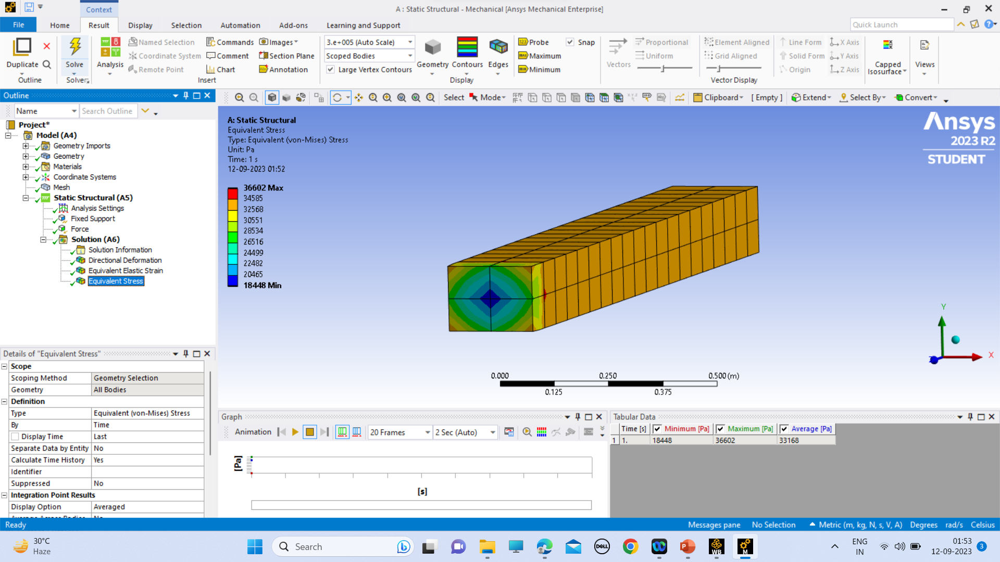 Context
A : Static Structural - Mechanical [Ansys Mechanical Enterprise]
File Home Result Display Selection Automation Add-ons Learning and Support
Quick Launch
Duplicate
Outline
Solve
Solver
Analysis
Named Selection
Coordinate System
Remote Point
Commands
Comment
Chart
Images
Section Plane
Annotation
Insert
3.e+005 (Auto Scale)
Scoped Bodies
Large Vertex Contours
Geometry
Contours
Edges
Display
Probe
Maximum
Minimum
Snap
Vectors
Proportional
Uniform
Element Aligned
Grid Aligned
Line Form
Solid Form
Origin
X Axis
Y Axis
Z Axis
Vector Display
Capped
Isosurface
Views
Outline
Name
Search Outline
Select Mode Clipboard [ Empty ] Extend Select By Convert
Project*
Model (A4)
Geometry Imports
Geometry
Materials
Coordinate Systems
Mesh
Static Structural (A5)
Analysis Settings
Fixed Support
Force
Solution (A6)
Solution Information
Directional Deformation
Equivalent Elastic Strain
Equivalent Stress
A: Static Structural
Equivalent Stress
Type: Equivalent (von-Mises) Stress
Unit: Pa
Time: 1 s
12-09-2023 01:52
36602 Max
34585
32568
30551
28534
26516
24499
22482
20465
18448 Min
Ansys
2023 R2
STUDENT
Y
X
0.000 0.250 0.500 (m)
0.125 0.375
Details of "Equivalent Stress"
Scope
Scoping Method Geometry Selection
Geometry All Bodies
Definition
Type Equivalent (von-Mises) Stress
By Time
Display Time Last
Separate Data by Entity No
Calculate Time History Yes
Identifier
Suppressed No
Integration Point Results
Display Option Averaged
Graph
Animation 20 Frames 2 Sec (Auto)
[Pa]
[s]
Tabular Data
Time [s] Minimum [Pa] Maximum [Pa] Average [Pa]
1 1. 18448 36602 33168
Ready
Messages pane No Selection Metric (m, kg, N, s, V, A) Degrees rad/s Celsius
30°C
Haze
Search
DELL
P
WB
M
ENG
IN
01:53
12-09-2023
3